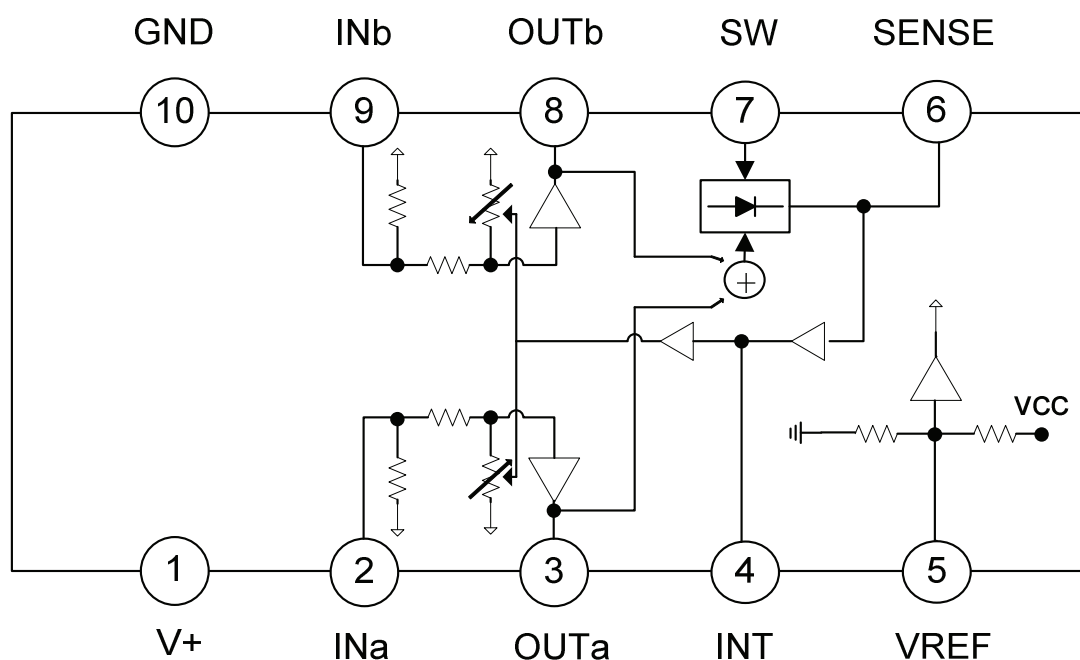 GND INb OUTb SW SENSE
10 9 8 7 6
+
VCC
1 2 3 4 5
V+ INa OUTa INT VREF